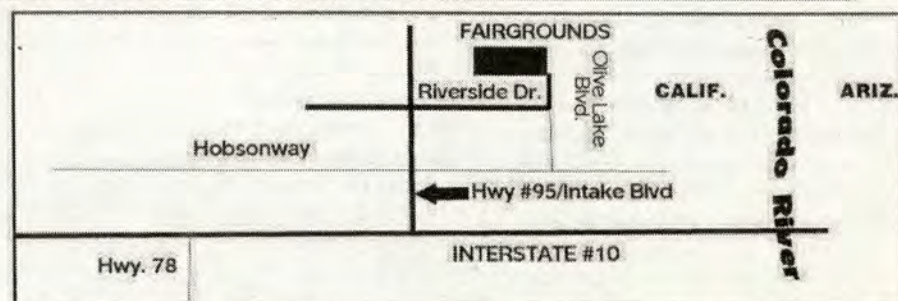 FAIRGROUNDS
Olive Lake
Blvd.
Riverside Dr.
CALIF.
Colorado River
ARIZ.
Hobsonway
Hwy #95/Intake Blvd
INTERSTATE #10
Hwy. 78